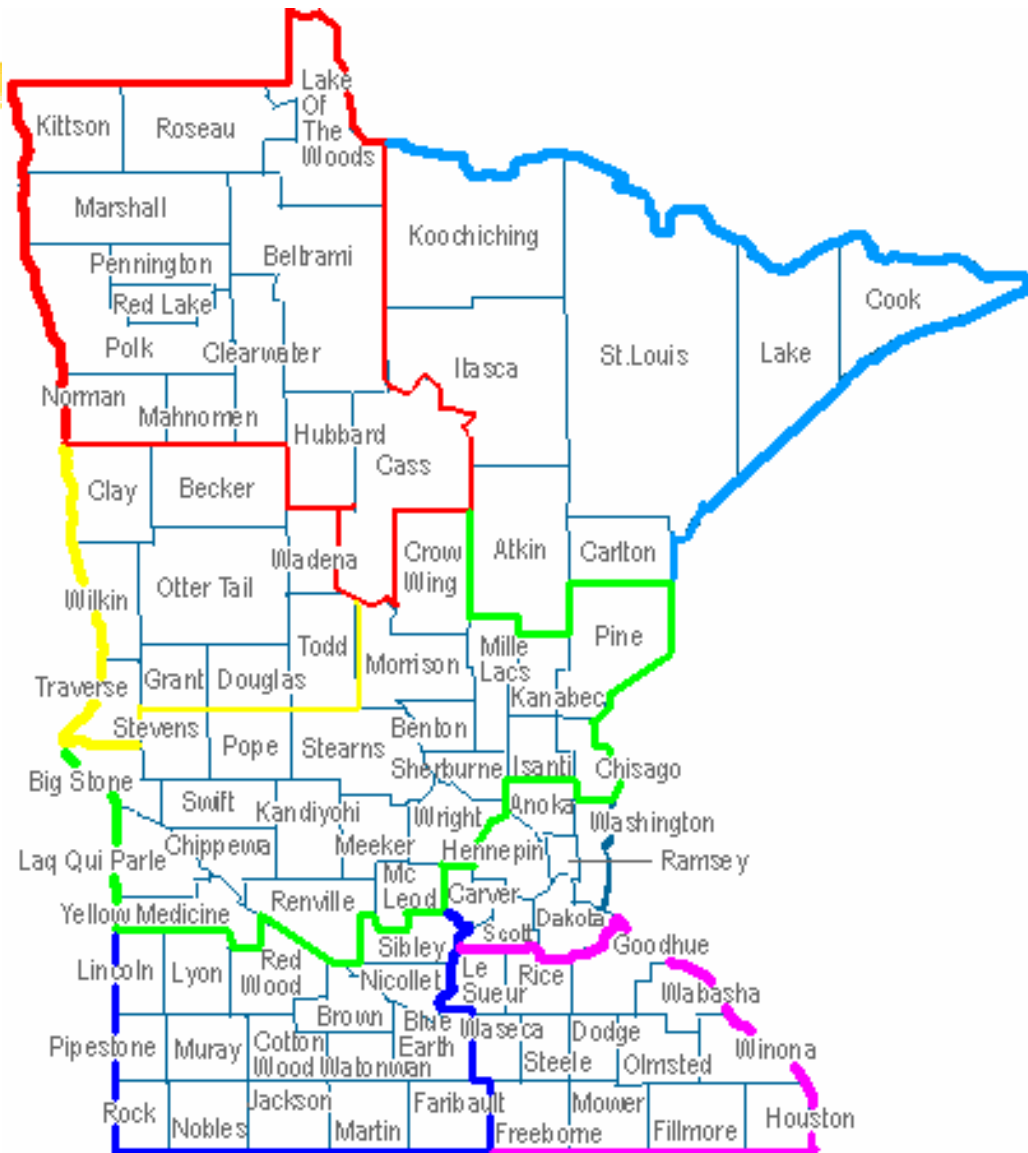 Lake
Of
The
Woods
Kittson
Roseau
Marshall
Koochiching
Beltrami
Pennington
Red Lake
Cook
Polk
Clearwater
St.Louis
Lake
Itasca
Norman
Mahnomen
Hubbard
Cass
Clay
Becker
Crow
Wing
Atkin
Carlton
Wadena
Otter Tail
Wilkin
Todd
Pine
Mille
Lacs
Morrison
Traverse
Grant
Douglas
Kanabec
Stevens
Pope
Stearns
Benton
Big Stone
Sherburne
Isanti
Chisago
Swift
Kandiyohi
Wright
Anoka
Washington
Laq Qui Parle
Chippewa
Meeker
Hennepin
Ramsey
Mc
Leod
Carver
Yellow Medicine
Renville
Dakota
Scott
Goodhue
Sibley
Lincoln
Lyon
Red
Wood
Nicollet
Le
Sueur
Rice
Wabasha
Brown
Blue
Earth
Waseca
Dodge
Pipestone
Muray
Cotton
Wood
Watonwan
Steele
Olmsted
Winona
Rock
Nobles
Jackson
Martin
Faribault
Freeborne
Mower
Fillmore
Houston